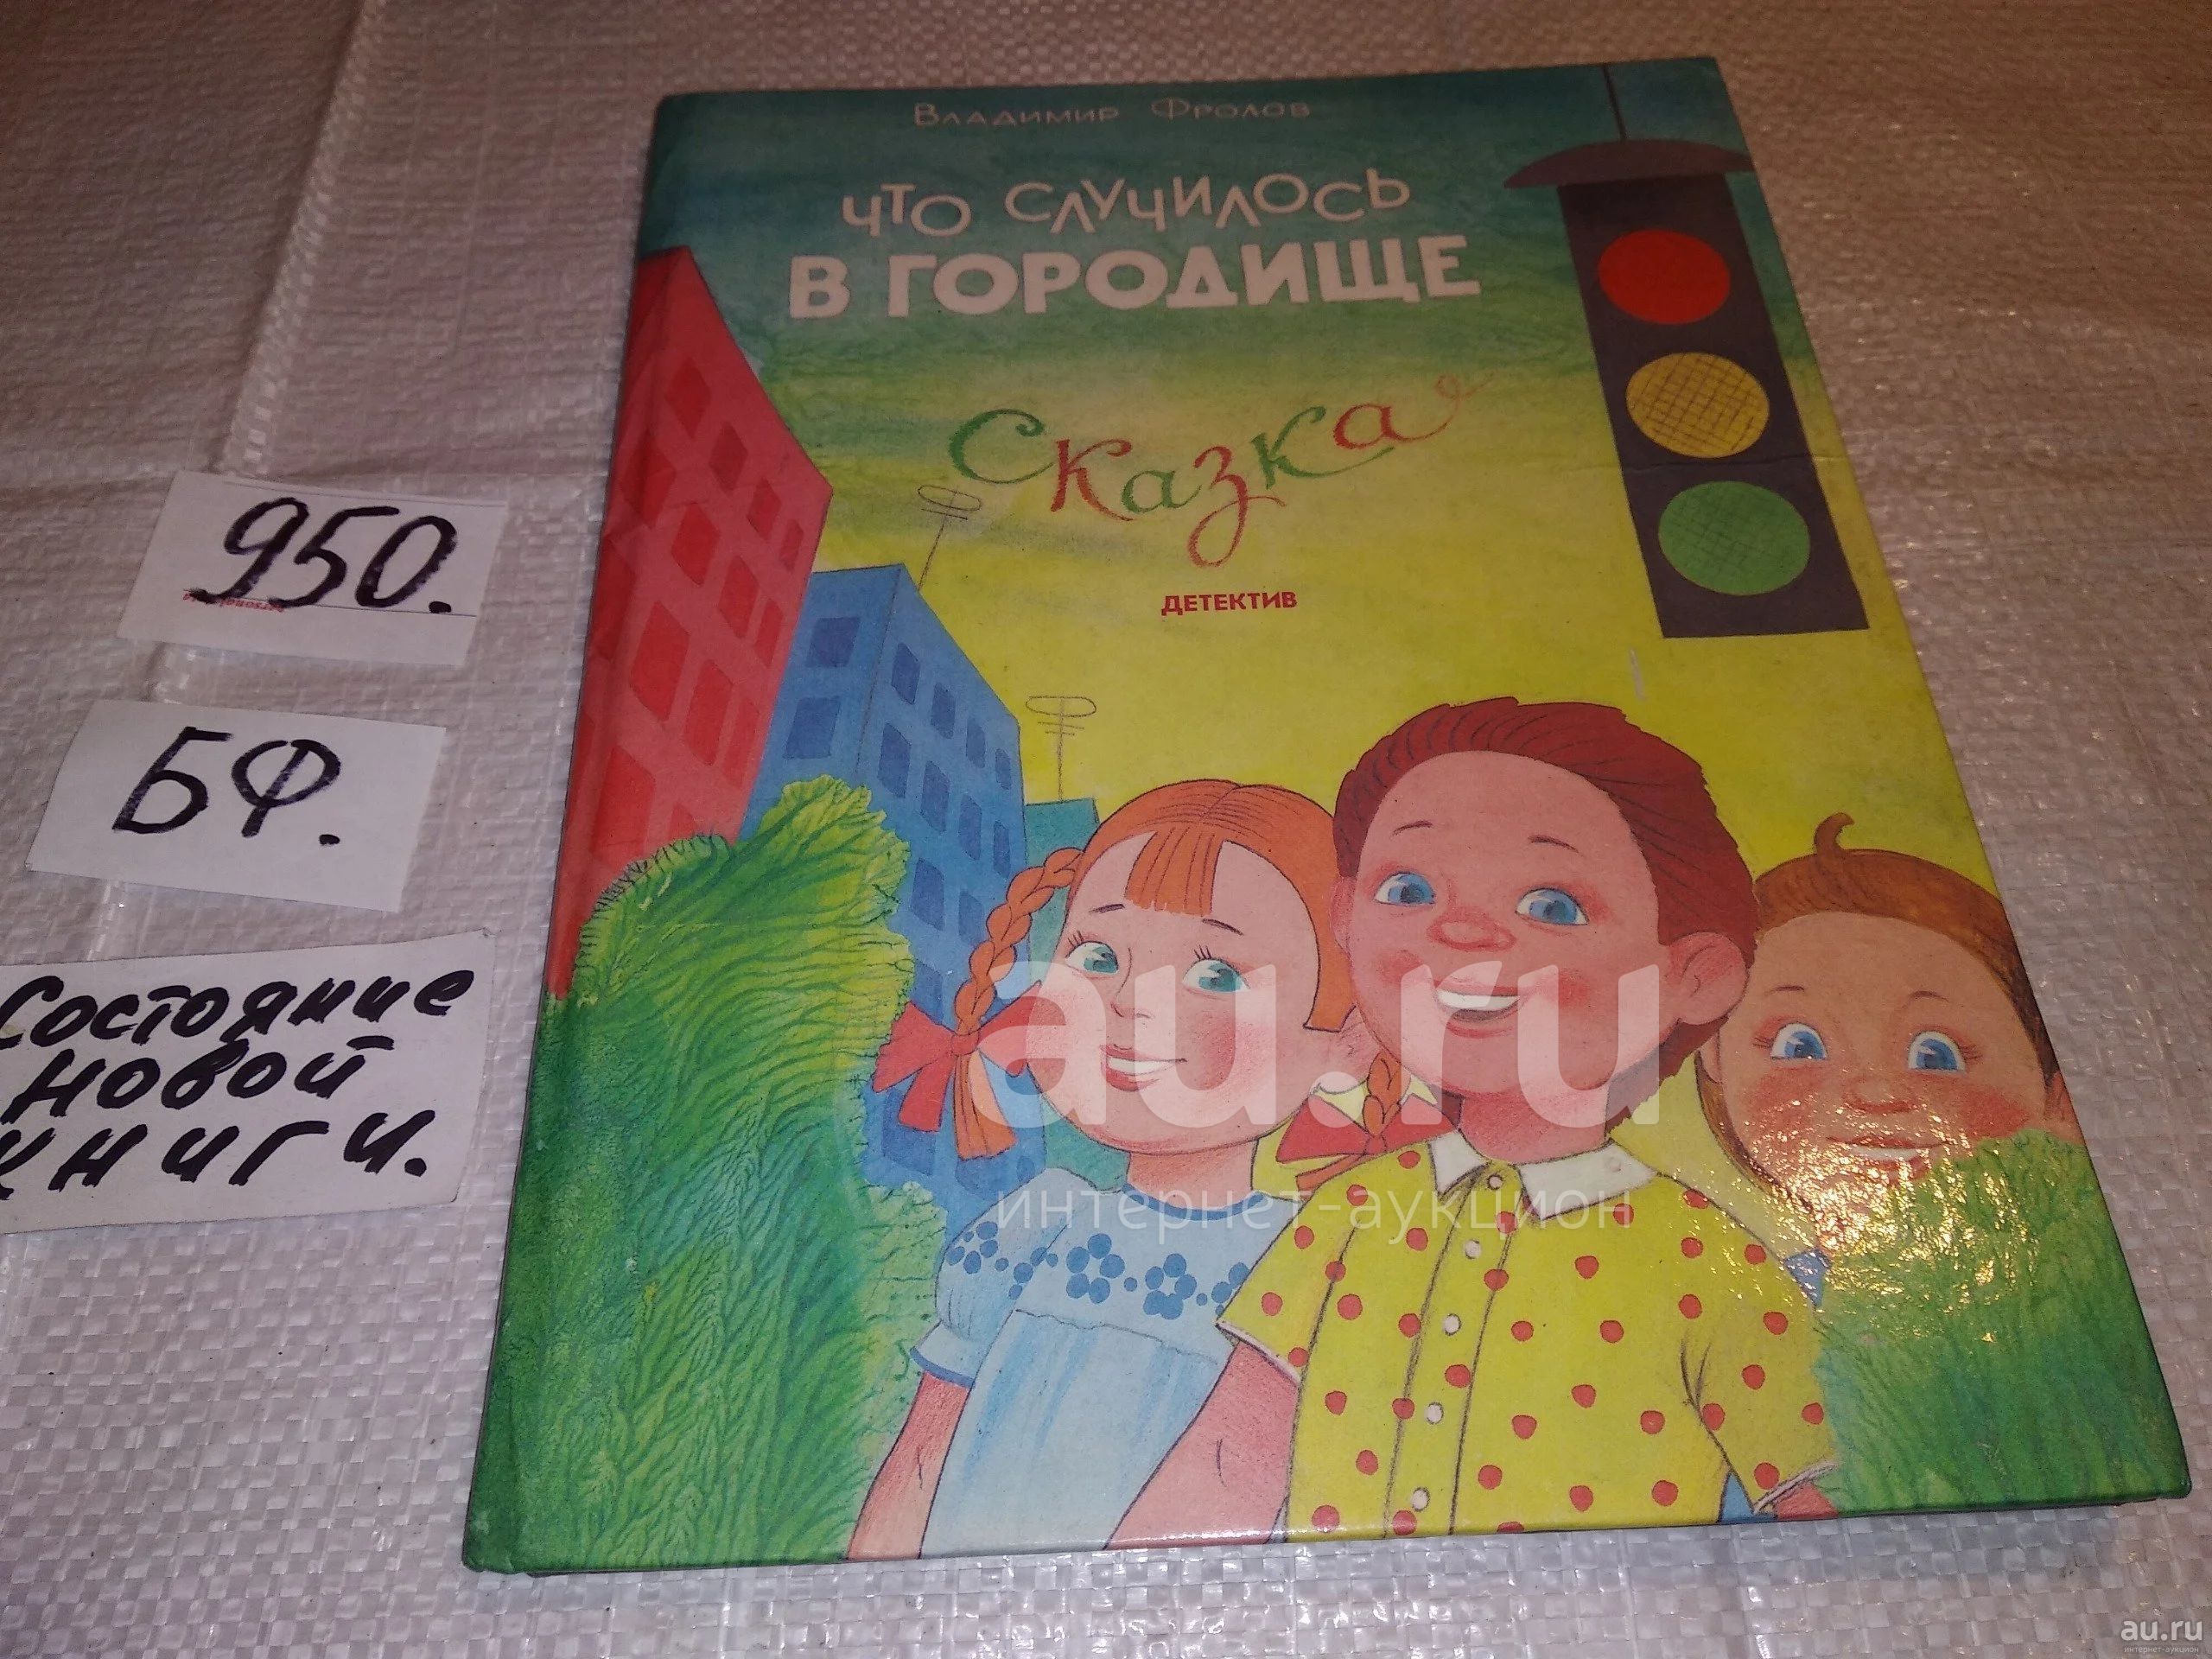 Владимир Фролов
ЧТО СЛУЧИЛОСЬ
В ГОРОДИЩЕ
Сказка
ДЕТЕКТИВ
950.
БФ.
Состояние
новой
книги.
au.ru
интернет-аукцион
au.ru
интернет-аукцион